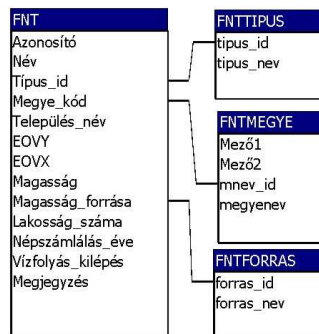 FNT
Azonosító
Név
Típus_id
Megye_kód
Település_név
EOVY
EOVX
Magasság
Magasság_forrása
Lakosság_száma
Népszámlálás_éve
Vízfolyás_kilépés
Megjegyzés
FNTTIPUS
tipus_id
tipus_nev
FNTMEGYE
Mező1
Mező2
mnev_id
megyenev
FNTFORRAS
forras_id
forras_nev